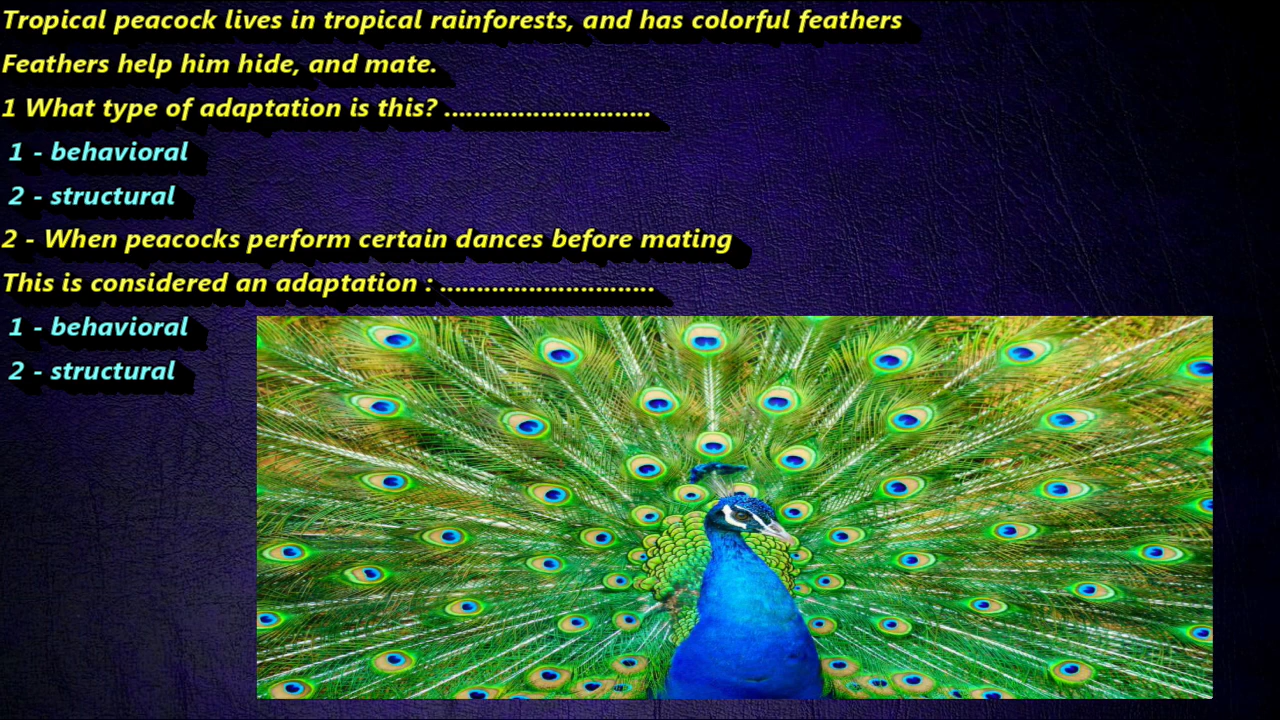 Tropical peacock lives in tropical rainforests, and has colorful feathers
Feathers help him hide, and mate.
1 What type of adaptation is this? ............................
1 - behavioral
2 - structural
2 - When peacocks perform certain dances before mating
This is considered an adaptation : .............................
1 - behavioral
2 - structural